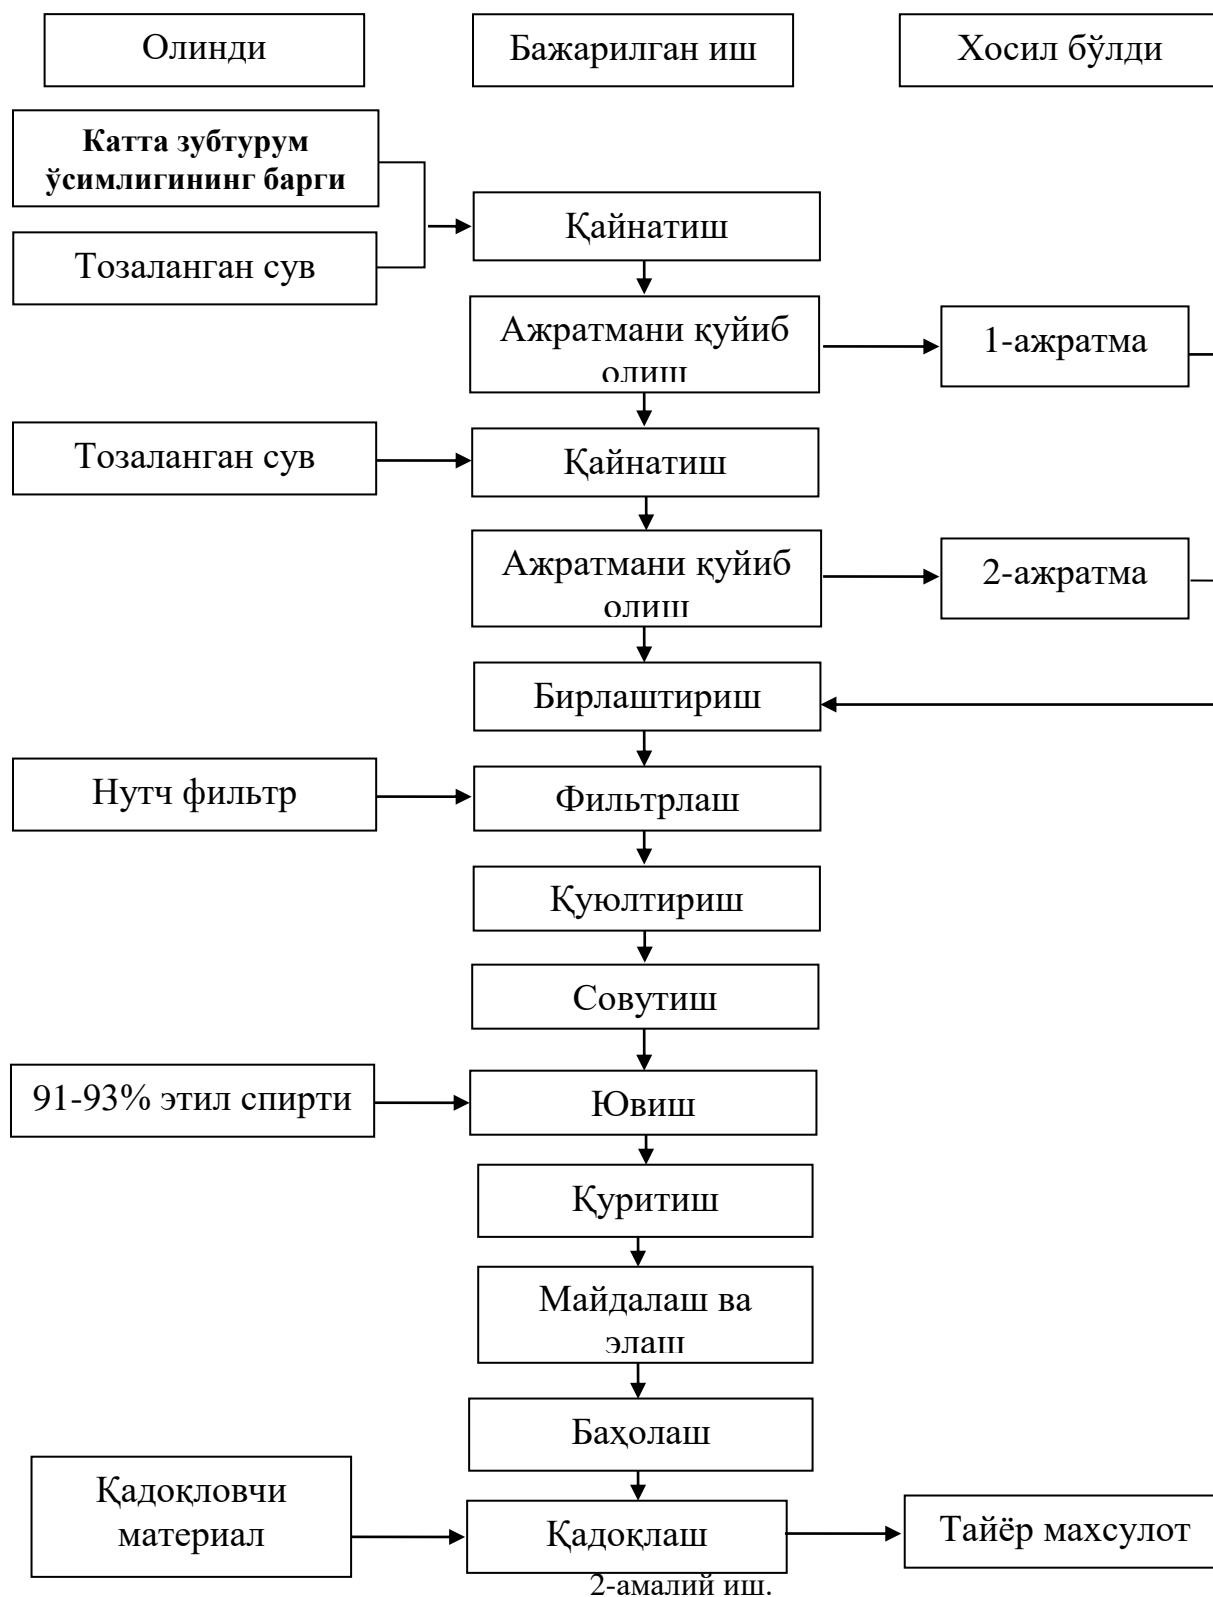 Олинди
Бажарилган иш
Хосил бўлди
Катта зубтурум
ўсимлигининг барги
Қайнатиш
Тозаланган сув
Ажратмани қуйиб
олиш
1-ажратма
Тозаланган сув
Қайнатиш
Ажратмани қуйиб
олиш
2-ажратма
Бирлаштириш
Нутч фильтр
Фильтрлаш
Қуюлтириш
Совутиш
91-93% этил спирти
Ювиш
Қуритиш
Майдалаш ва
элаш
Баҳолаш
Қадоқловчи
материал
Қадоқлаш
Тайёр махсулот
2-амалий иш.